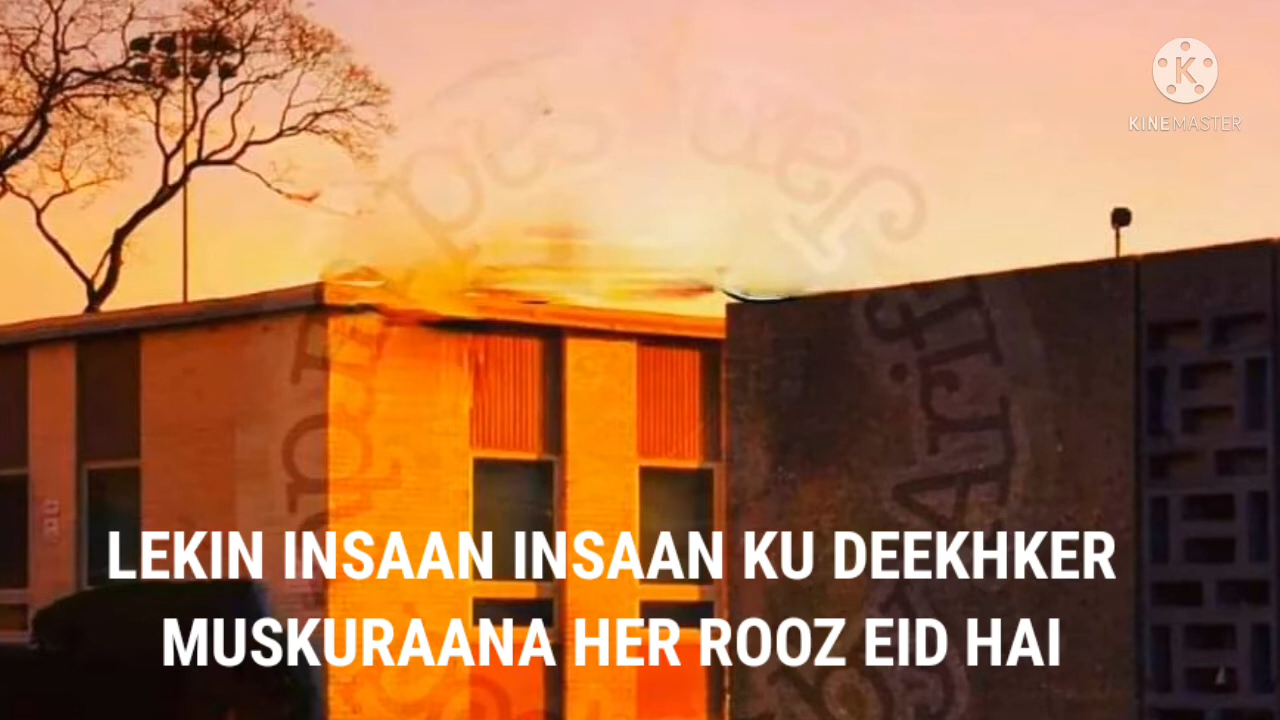 KINEMASTER
LEKIN INSAAN INSAAN KU DEEKHKER
MUSKURAANA HER ROOZ EID HAI